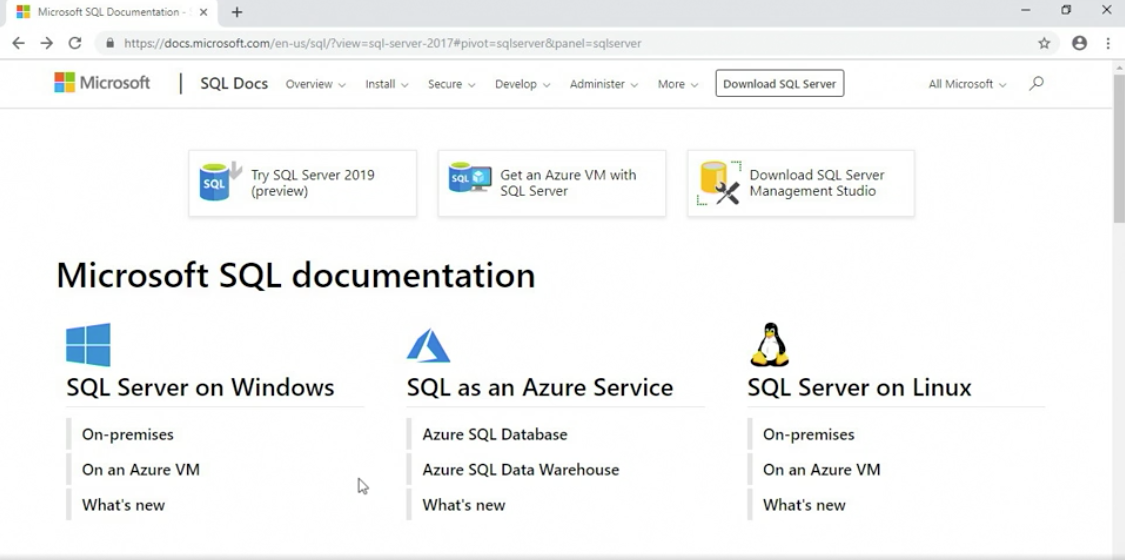 Microsoft SQL Documentation -
https://docs.microsoft.com/en-us/sql/?view=sql-server-2017#pivot=sqlserver&panel=sqlserver
Microsoft | SQL Docs Overview Install Secure Develop Administer More Download SQL Server All Microsoft
SQL
Try SQL Server 2019
(preview)
SQL
Get an Azure VM with
SQL Server
Download SQL Server
Management Studio
Microsoft SQL documentation
SQL Server on Windows
On-premises
On an Azure VM
What's new
SQL as an Azure Service
Azure SQL Database
Azure SQL Data Warehouse
What's new
SQL Server on Linux
On-premises
On an Azure VM
What's new